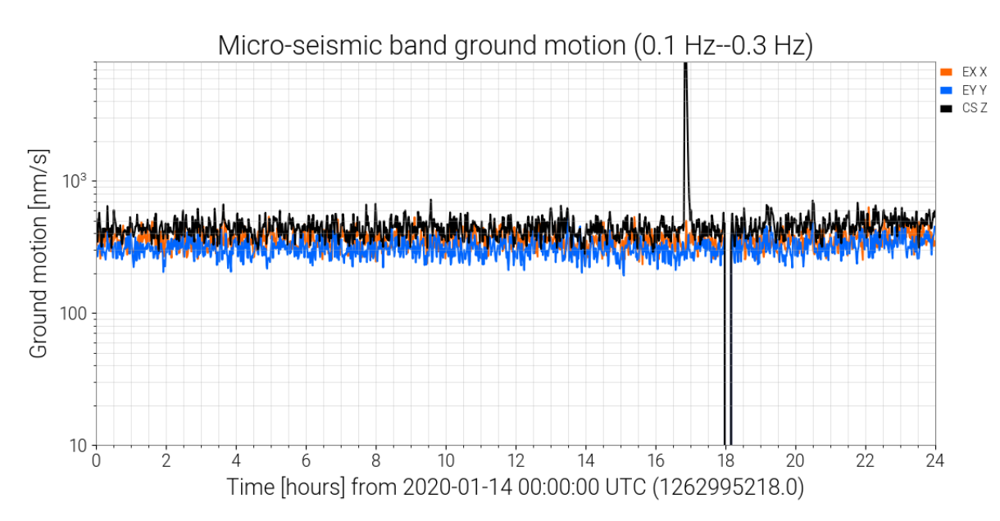 Micro-seismic band ground motion (0.1 Hz--0.3 Hz)
EX X
EY Y
CS Z
Ground motion [nm/s]
10³
100
10
0 2 4 6 8 10 12 14 16 18 20 22 24
Time [hours] from 2020-01-14 00:00:00 UTC (1262995218.0)